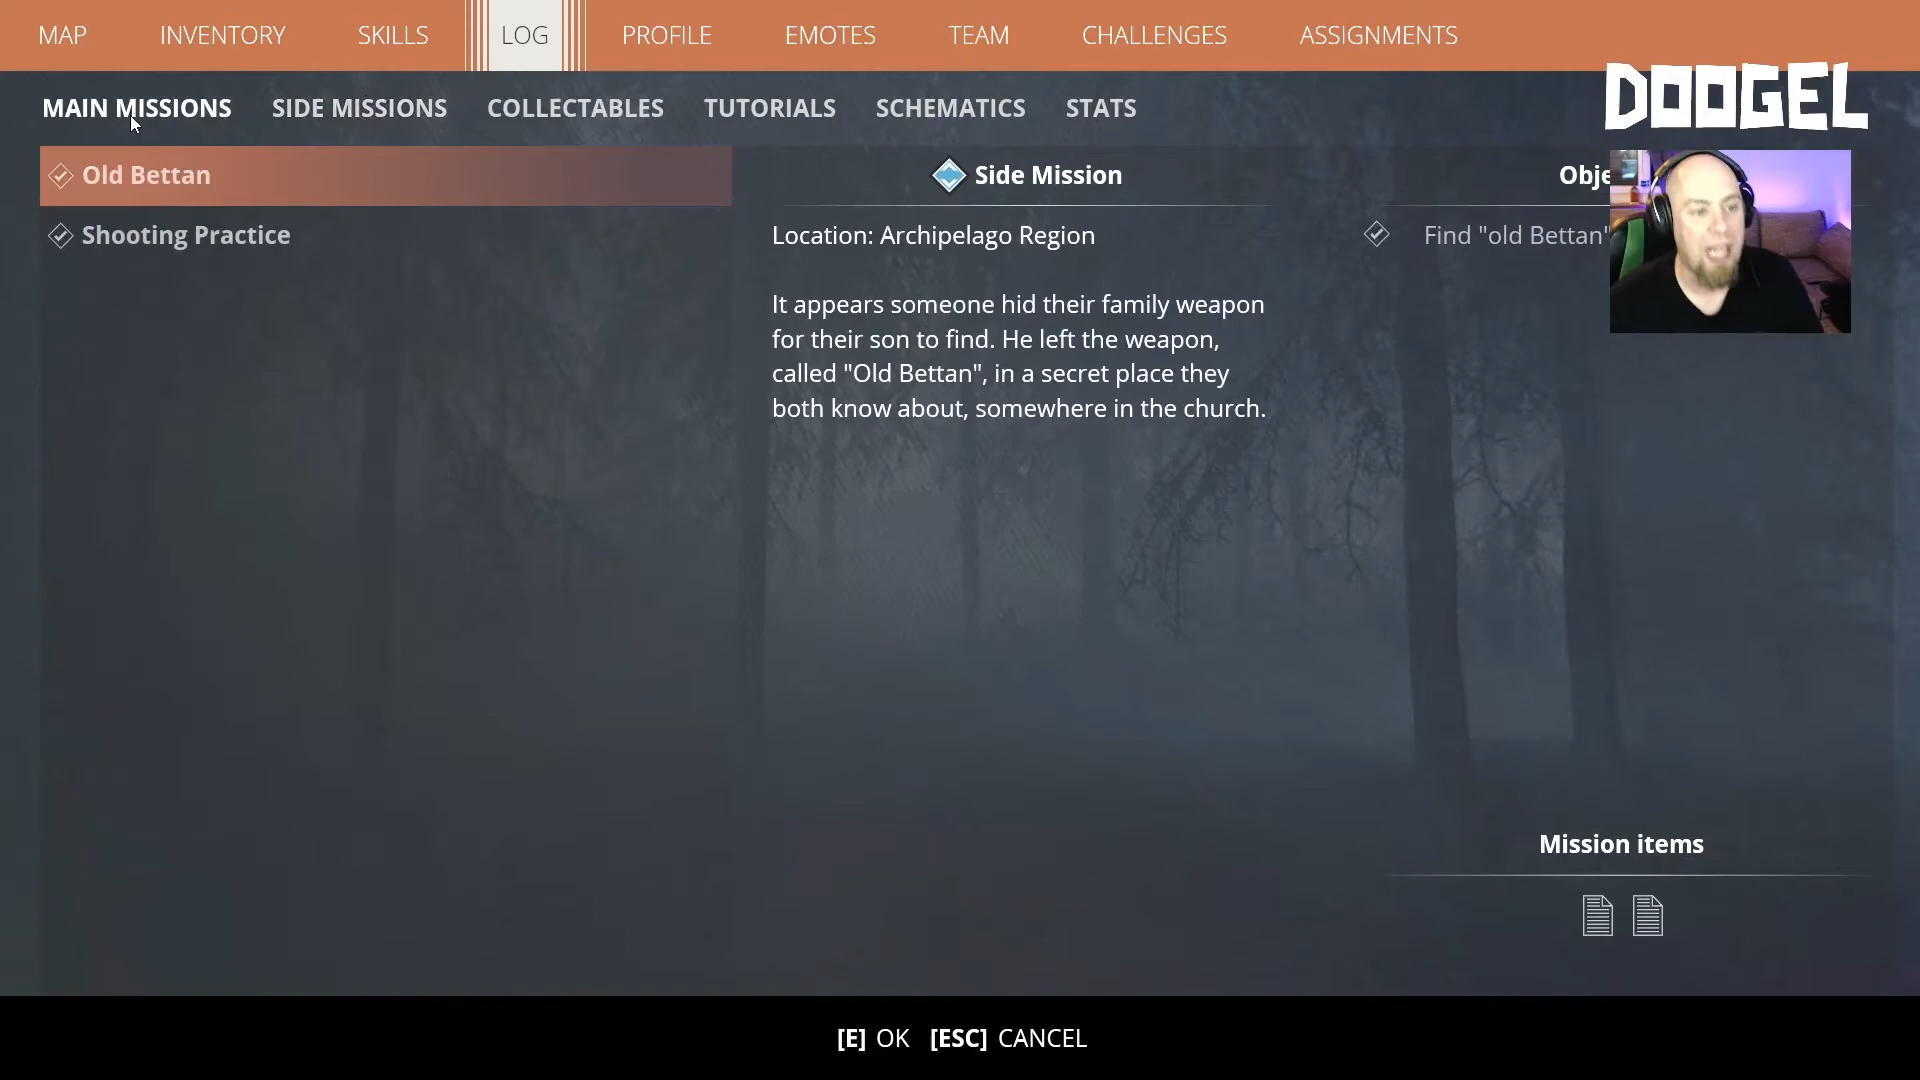 MAP INVENTORY SKILLS LOG PROFILE EMOTES TEAM CHALLENGES ASSIGNMENTS
DOOGEL
MAIN MISSIONS SIDE MISSIONS COLLECTABLES TUTORIALS SCHEMATICS STATS
Old Bettan
Shooting Practice
Side Mission
Location: Archipelago Region
It appears someone hid their family weapon
for their son to find. He left the weapon,
called "Old Bettan", in a secret place they
both know about, somewhere in the church.
Obje
Find "old Bettan"
Mission items
[E] OK [ESC] CANCEL